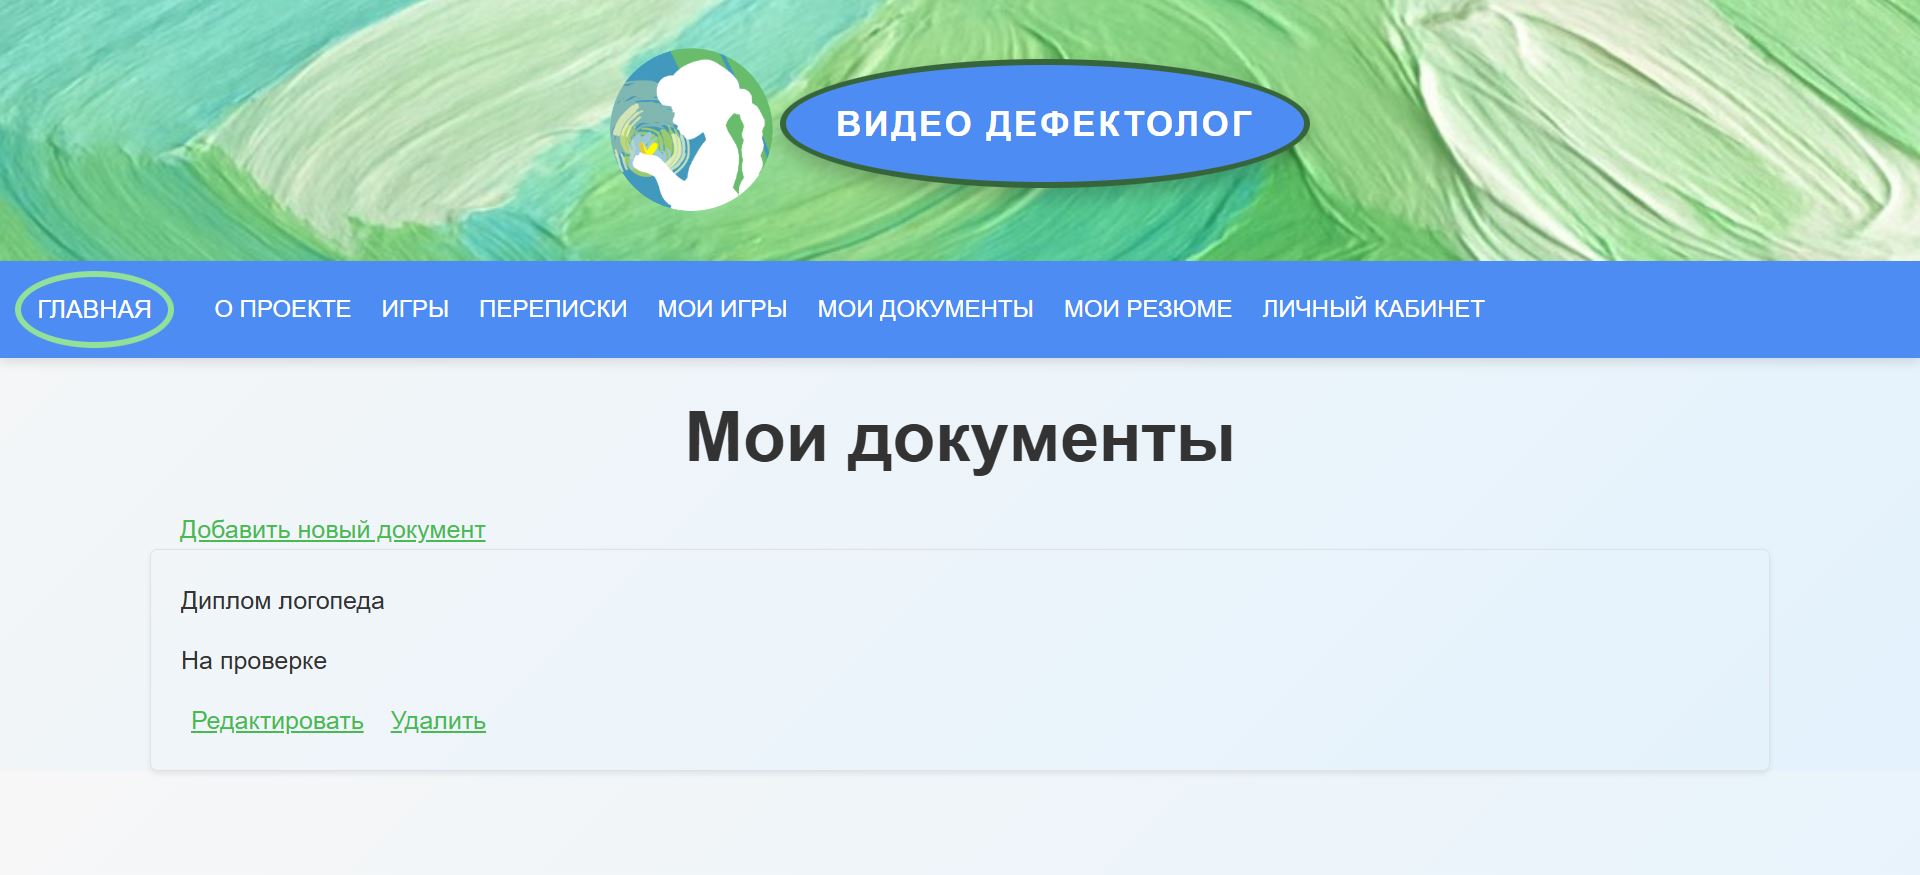 ВИДЕО ДЕФЕКТОЛОГ
ГЛАВНАЯ О ПРОЕКТЕ ИГРЫ ПЕРЕПИСКИ МОИ ИГРЫ МОИ ДОКУМЕНТЫ МОИ РЕЗЮМЕ ЛИЧНЫЙ КАБИНЕТ
Мои документы
Добавить новый документ
Диплом логопеда
На проверке
Редактировать Удалить